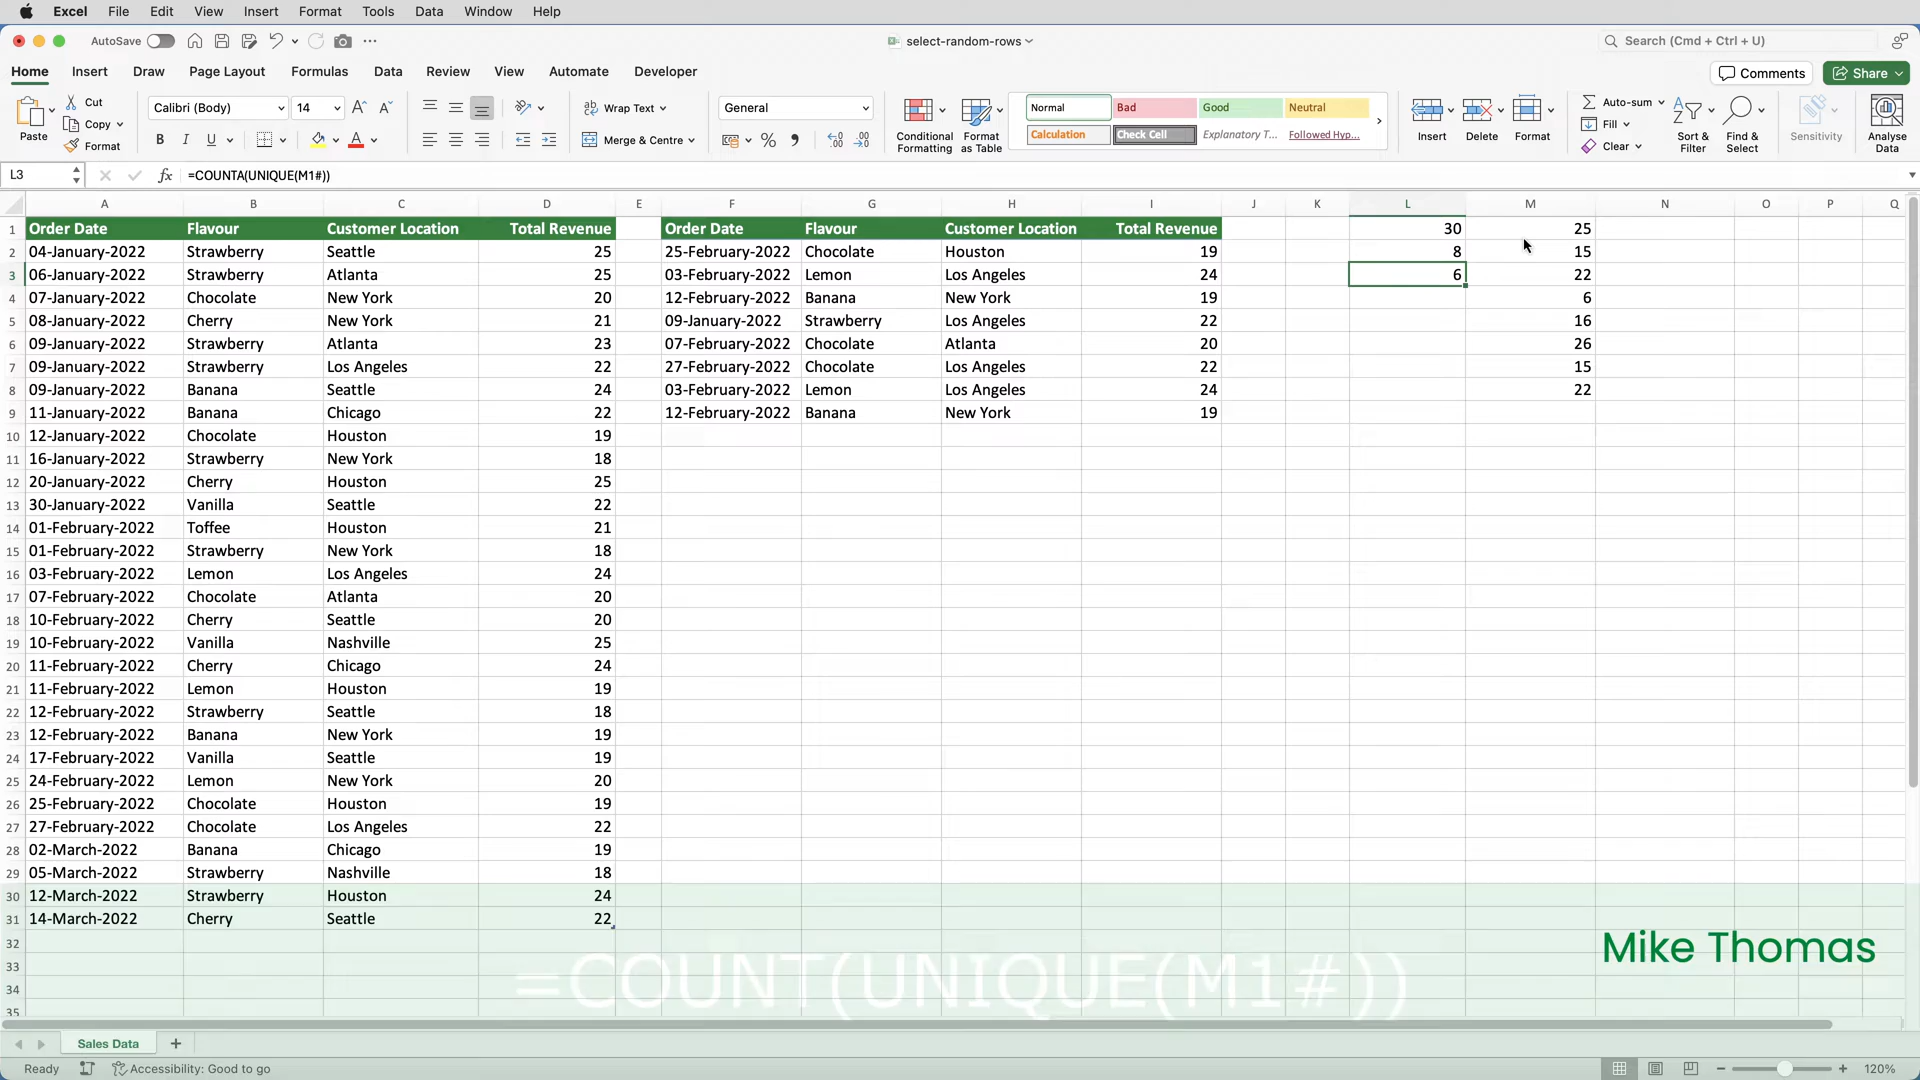 Excel File Edit View Insert Format Tools Data Window Help
AutoSave select-random-rows Search (Cmd + Ctrl + U)
Home Insert Draw Page Layout Formulas Data Review View Automate Developer Comments Share
Paste Cut Copy Format Calibri (Body) 14 Wrap Text Merge & Centre General Conditional Formatting Format as Table Normal Bad Good Neutral Calculation Check Cell Explanatory T... Followed Hyp... Insert Delete Format Auto-sum Fill Clear Sort & Filter Find & Select Sensitivity Analyse Data
L3 fx =COUNTA(UNIQUE(M1#))
A B C D E F G H I J K L M N O P Q
1 Order Date Flavour Customer Location Total Revenue Order Date Flavour Customer Location Total Revenue 30 25
2 04-January-2022 Strawberry Seattle 25 25-February-2022 Chocolate Houston 19 8 15
3 06-January-2022 Strawberry Atlanta 25 03-February-2022 Lemon Los Angeles 24 6 22
4 07-January-2022 Chocolate New York 20 12-February-2022 Banana New York 19 6
5 08-January-2022 Cherry New York 21 09-January-2022 Strawberry Los Angeles 22 16
6 09-January-2022 Strawberry Atlanta 23 07-February-2022 Chocolate Atlanta 20 26
7 09-January-2022 Strawberry Los Angeles 22 27-February-2022 Chocolate Los Angeles 22 15
8 09-January-2022 Banana Seattle 24 03-February-2022 Lemon Los Angeles 24 22
9 11-January-2022 Banana Chicago 22 12-February-2022 Banana New York 19
10 12-January-2022 Chocolate Houston 19
11 16-January-2022 Strawberry New York 18
12 20-January-2022 Cherry Houston 25
13 30-January-2022 Vanilla Seattle 22
14 01-February-2022 Toffee Houston 21
15 01-February-2022 Strawberry New York 18
16 03-February-2022 Lemon Los Angeles 24
17 07-February-2022 Chocolate Atlanta 20
18 10-February-2022 Cherry Seattle 20
19 10-February-2022 Vanilla Nashville 25
20 11-February-2022 Cherry Chicago 24
21 11-February-2022 Lemon Houston 19
22 12-February-2022 Strawberry Seattle 18
23 12-February-2022 Banana New York 19
24 17-February-2022 Vanilla Seattle 19
25 24-February-2022 Lemon New York 20
26 25-February-2022 Chocolate Houston 19
27 27-February-2022 Chocolate Los Angeles 22
28 02-March-2022 Banana Chicago 19
29 05-March-2022 Strawberry Nashville 18
30 12-March-2022 Strawberry Houston 24
31 14-March-2022 Cherry Seattle 22
32
33
34
35
Mike Thomas
=COUNT(UNIQUE(M1#))
Sales Data +
Ready Accessibility: Good to go 120%